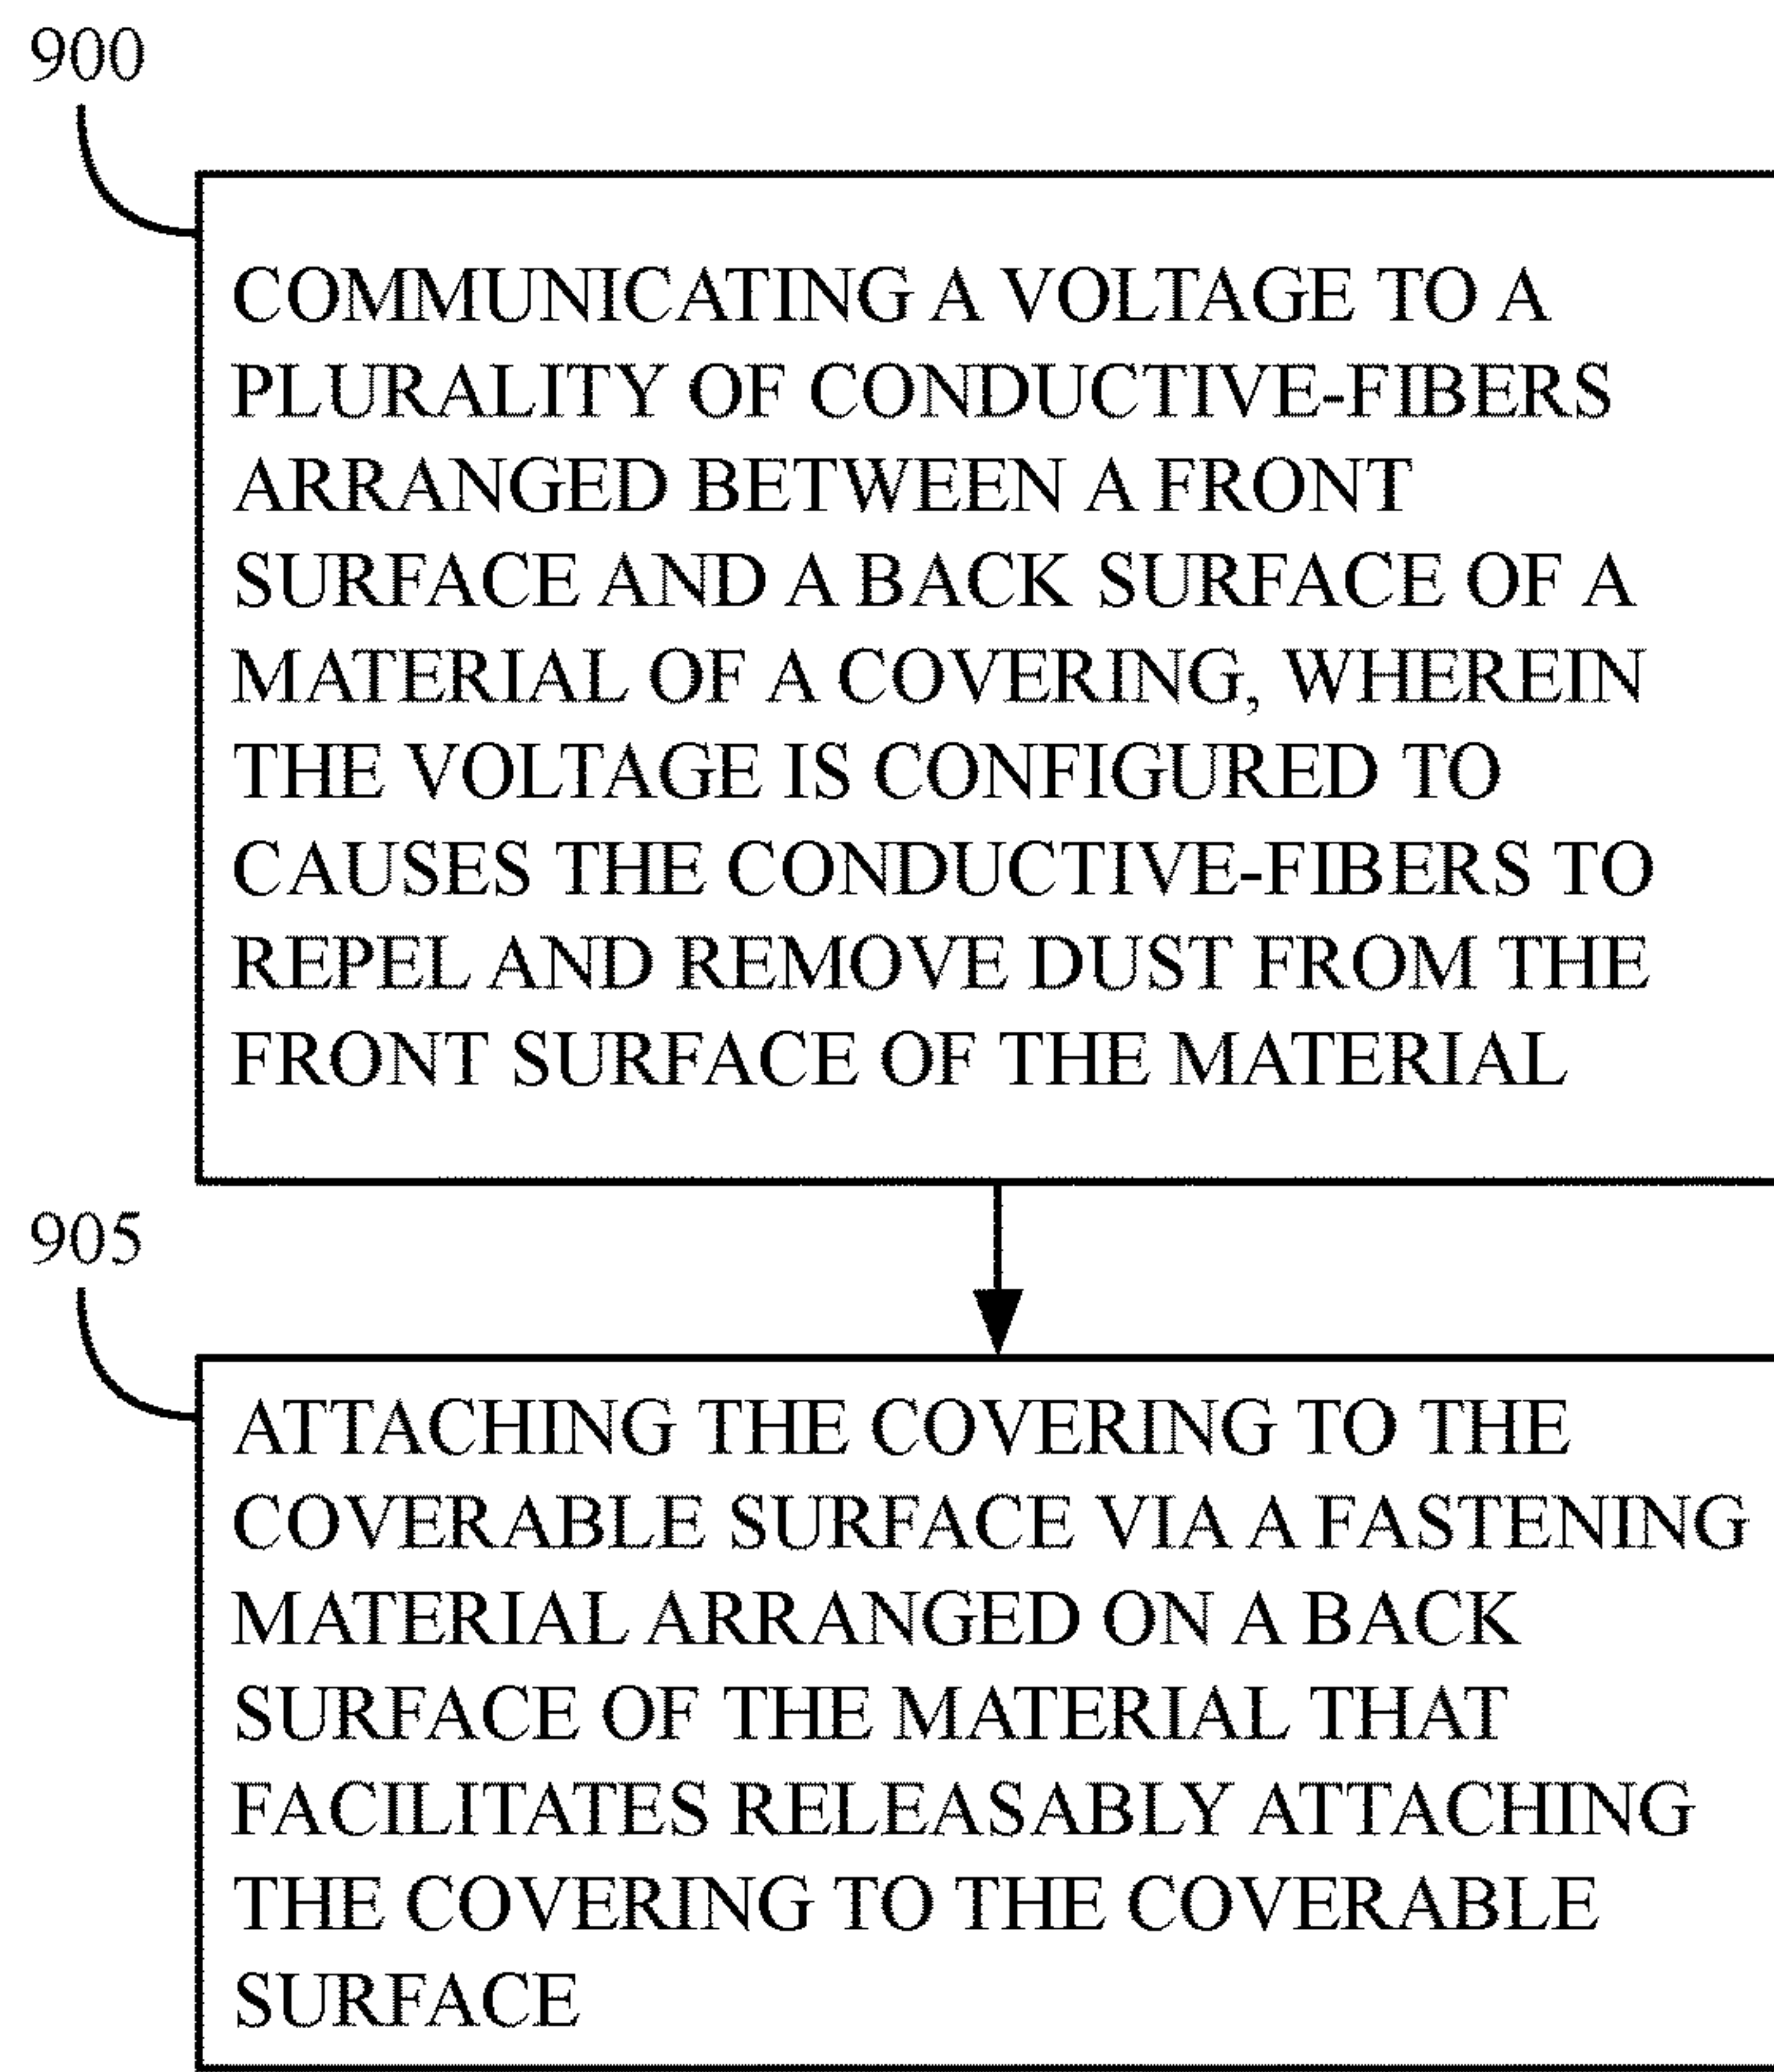 900
COMMUNICATING A VOLTAGE TO A
PLURALITY OF CONDUCTIVE-FIBERS
ARRANGED BETWEEN A FRONT
SURFACE AND A BACK SURFACE OF A
MATERIAL OF A COVERING, WHEREIN
THE VOLTAGE IS CONFIGURED TO
CAUSES THE CONDUCTIVE-FIBERS TO
REPEL AND REMOVE DUST FROM THE
FRONT SURFACE OF THE MATERIAL
905
ATTACHING THE COVERING TO THE
COVERABLE SURFACE VIA A FASTENING
MATERIAL ARRANGED ON A BACK
SURFACE OF THE MATERIAL THAT
FACILITATES RELEASABLY ATTACHING
THE COVERING TO THE COVERABLE
SURFACE